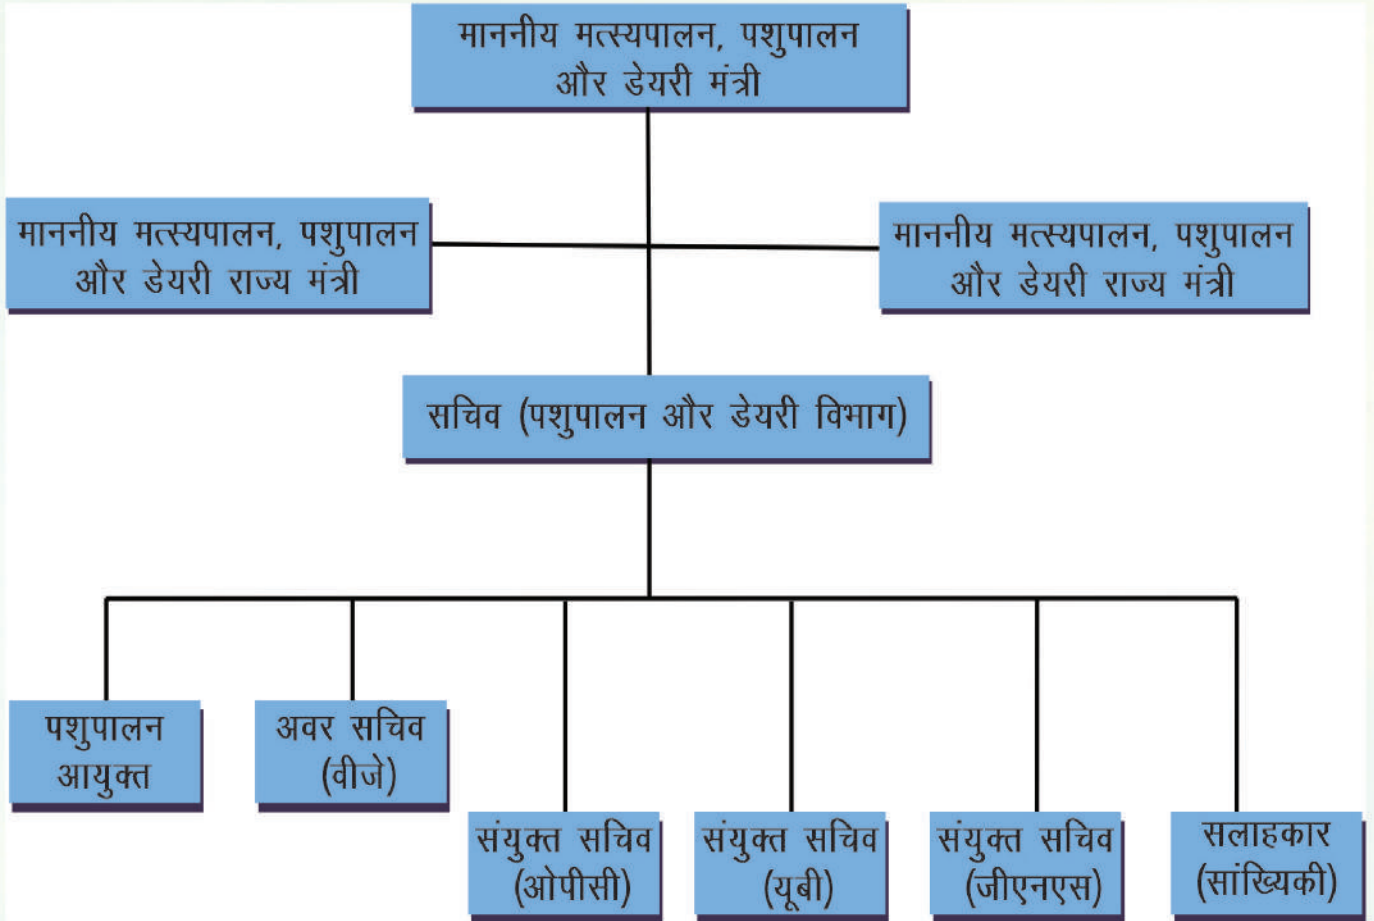 माननीय मत्स्यपालन, पशुपालन
और डेयरी मंत्री
माननीय मत्स्यपालन, पशुपालन
और डेयरी राज्य मंत्री
माननीय मत्स्यपालन, पशुपालन
और डेयरी राज्य मंत्री
सचिव (पशुपालन और डेयरी विभाग)
पशुपालन
आयुक्त
अवर सचिव
(वीजे)
संयुक्त सचिव
(ओपीसी)
संयुक्त सचिव
(यूबी)
संयुक्त सचिव
(जीएनएस)
सलाहकार
(सांख्यिकी)